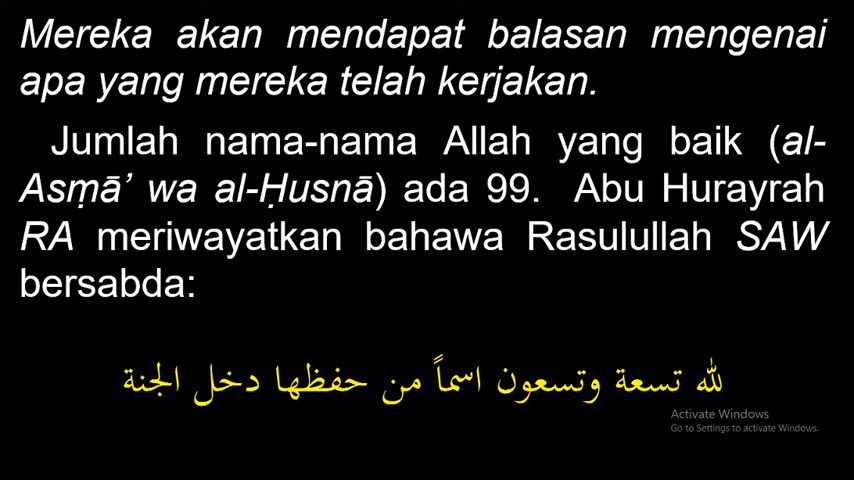 Mereka akan mendapat balasan mengenai
apa yang mereka telah kerjakan.
Jumlah nama-nama Allah yang baik (al-
Asṃā’ wa al-Ḥusnā) ada 99. Abu Hurayrah
RA meriwayatkan bahawa Rasulullah SAW
bersabda:
لله تسعة وتسعون اسماً من حفظها دخل الجنة
Activate Windows
Go to Settings to activate Windows.